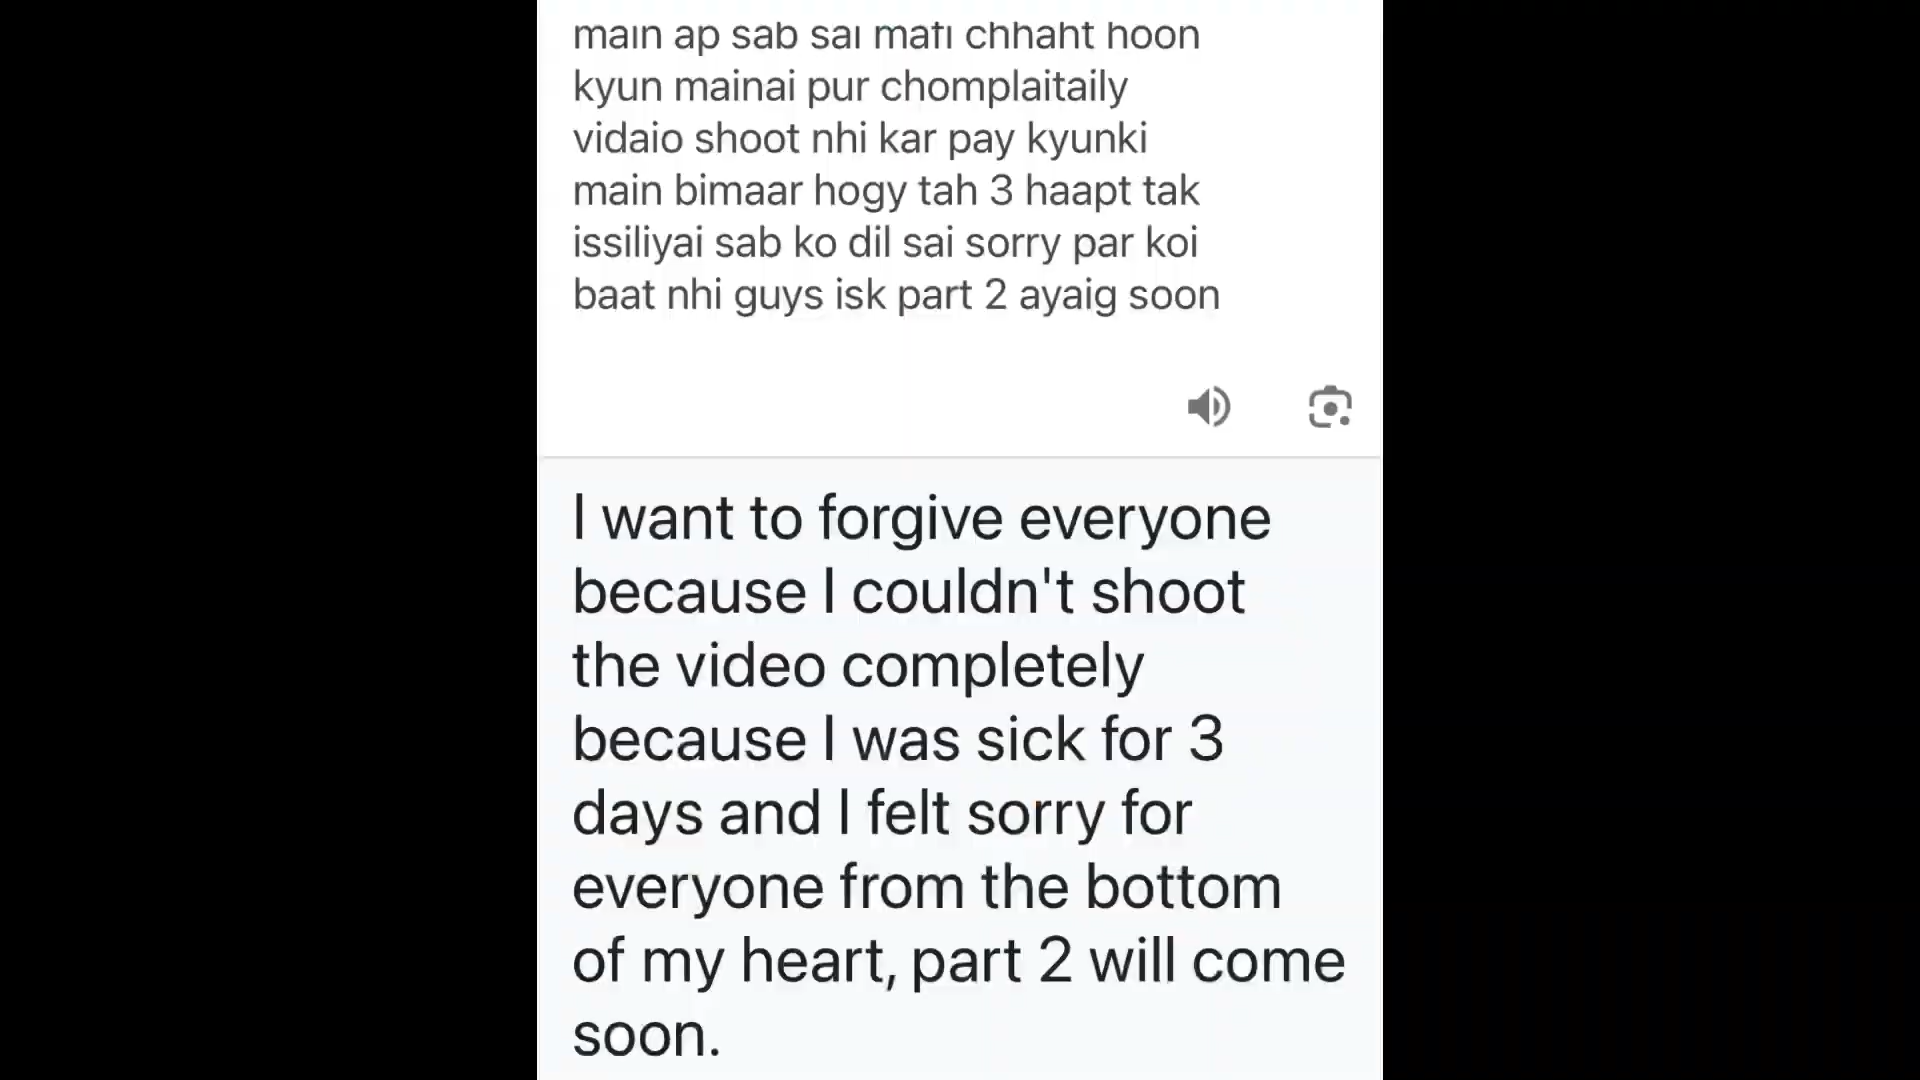 main ap sab sai mafi chhaht hoon
kyun mainai pur chomplaitaily
vidaio shoot nhi kar pay kyunki
main bimaar hogy tah 3 haapt tak
issiliyai sab ko dil sai sorry par koi
baat nhi guys isk part 2 ayaig soon
I want to forgive everyone
because I couldn't shoot
the video completely
because I was sick for 3
days and I felt sorry for
everyone from the bottom
of my heart, part 2 will come
soon.